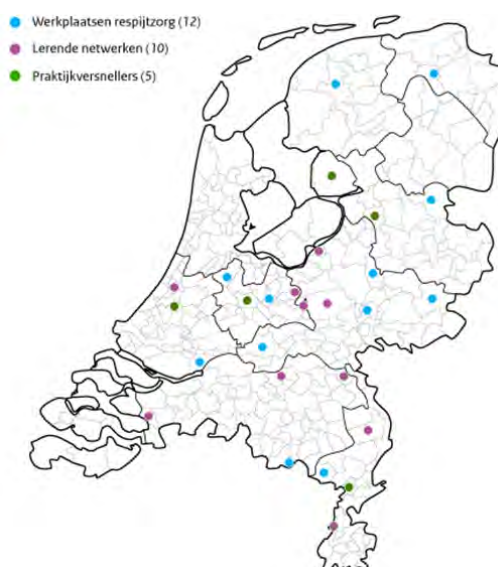 Werkplaatsen respijtzorg (12)
Lerende netwerken (10)
Praktijkversnellers (5)